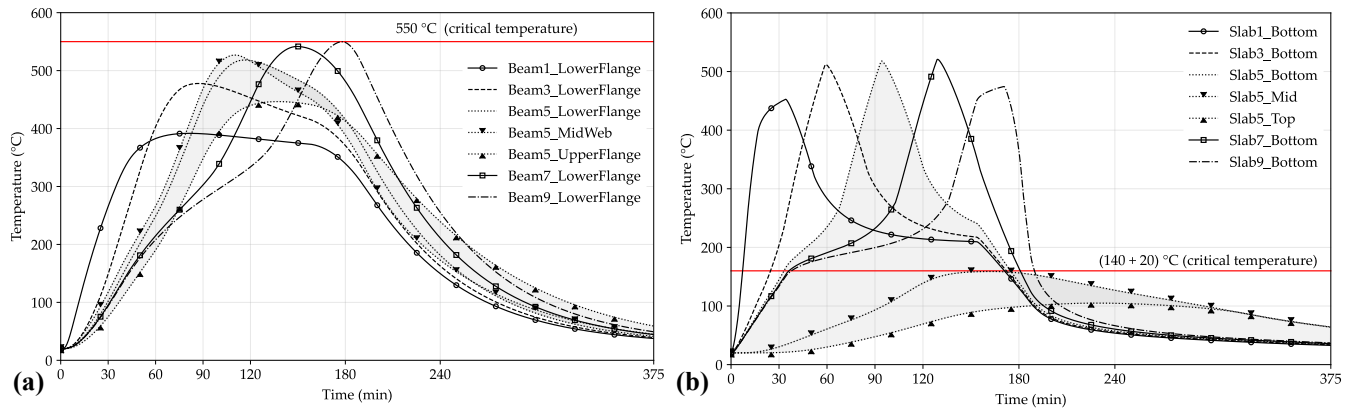 600
500
400
300
200
100
0
Temperature (°C)
550 °C (critical temperature)
Beam1_LowerFlange
Beam3_LowerFlange
Beam5_LowerFlange
Beam5_MidWeb
Beam5_UpperFlange
Beam7_LowerFlange
Beam9_LowerFlange
0 30 60 90 120 150 180 240 375
Time (min)
(a)
600
500
400
300
200
100
0
Temperature (°C)
Slab1_Bottom
Slab3_Bottom
Slab5_Bottom
Slab5_Mid
Slab5_Top
Slab7_Bottom
Slab9_Bottom
(140 + 20) °C (critical temperature)
0 30 60 90 120 180 240 375
Time (min)
(b)